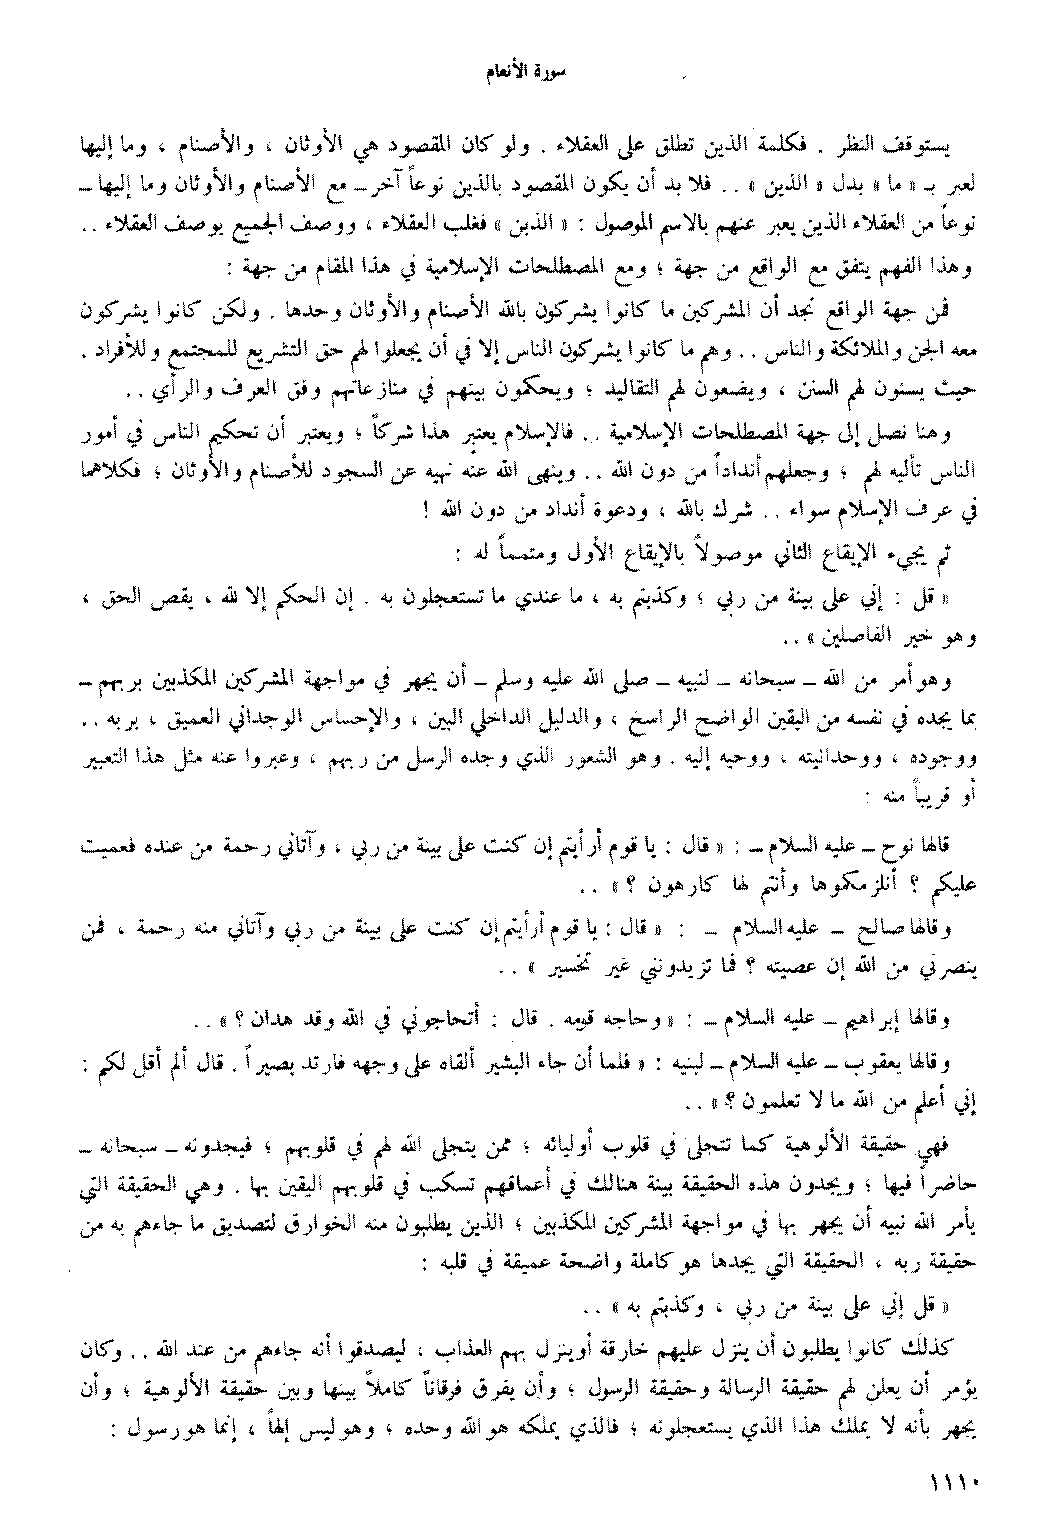 سورة الأنعام
يستوقف النظر . فكلمة الذين تطلق على العقلاء . ولو كان المقصود هي الأوثان ، والأصنام ، وما إليها
لعبر بـ « ما » بدل « الذين » .. فلا بد أن يكون المقصود بالذين نوعاً آخر – مع الأصنام والأوثان وما إليها –
نوعاً من العقلاء الذين يعبر عنهم بالاسم الموصول : « الذين » فغلب العقلاء ، ووصف الجميع بوصف العقلاء ..
وهذا الفهم يتفق مع الواقع من جهة ؛ ومع المصطلحات الإسلامية في هذا المقام من جهة :
فمن جهة الواقع نجد أن المشركين ما كانوا يشركون بالله الأصنام والأوثان وحدها . ولكن كانوا يشركون
معه الجن والملائكة والناس .. وهم ما كانوا يشركون الناس إلا في أن يجعلوا لهم حق التشريع للمجتمع وللأفراد .
حيث يسنون لهم السنن ، ويضعون لهم التقاليد ؛ ويحكمون بينهم في منازعاتهم وفق العرف والرأي ..
وهنا نصل إلى جهة المصطلحات الإسلامية .. فالإسلام يعتبر هذا شركاً ؛ ويعتبر أن تحكيم الناس في أمور
الناس تأليه لهم ؛ وجعلهم أنداداً من دون الله .. وينهى الله عنه نهيه عن السجود للأصنام والأوثان ؛ فكلاهما
في عرف الإسلام سواء .. شرك بالله ، ودعوة أنداد من دون الله !
ثم يجيء الإيقاع الثاني موصولاً بالإيقاع الأول ومتمماً له :
« قل : إني على بينة من ربي ؛ وكذبتم به ، ما عندي ما تستعجلون به . إن الحكم إلا لله ، يقص الحق ،
وهو خير الفاصلين » ..
وهو أمر من الله – سبحانه – لنبيه – صلى الله عليه وسلم – أن يجهر في مواجهة المشركين المكذبين بربهم –
بما يجده في نفسه من اليقين الواضح الراسخ ، والدليل الداخلي البين ، والإحساس الوجداني العميق ، بربه ..
ووجوده ، ووحدانيته ، ووحيه إليه . وهو الشعور الذي وجده الرسل من ربهم ، وعبروا عنه مثل هذا التعبير
أو قريباً منه :
قالها نوح – عليه السلام – : « قال : يا قوم أرأيتم إن كنت على بينة من ربي ، وآتاني رحمة من عنده فعميت
عليكم ؟ أنلزمكموها وأنتم لها كارهون ؟ » ..
وقالها صالح – عليه السلام – : « قال : يا قوم أرأيتم إن كنت على بينة من ربي وآتاني منه رحمة ، فمن
ينصرني من الله إن عصيته ؟ فما تزيدونني غير تخسير » ..
وقالها إبراهيم – عليه السلام – : « وحاجه قومه . قال : أتحاجوني في الله وقد هدان ؟ » ..
وقالها يعقوب – عليه السلام – لبنيه : « فلما أن جاء البشير ألقاه على وجهه فارتد بصيراً . قال ألم أقل لكم :
إني أعلم من الله ما لا تعلمون ؟ » ..
فهي حقيقة الألوهية كما تتجلى في قلوب أوليائه ؛ ممن يتجلى الله لهم في قلوبهم ؛ فيجدونه – سبحانه –
حاضراً فيها ؛ ويجدون هذه الحقيقة بينة هنالك في أعماقهم تسكب في قلوبهم اليقين بها . وهي الحقيقة التي
يأمر الله نبيه أن يجهر بها في مواجهة المشركين المكذبين ؛ الذين يطلبون منه الخوارق لتصديق ما جاءهم به من
حقيقة ربه ، الحقيقة التي يجدها هو كاملة واضحة عميقة في قلبه :
« قل إني على بينة من ربي ، وكذبتم به » ..
كذلك كانوا يطلبون أن ينزل عليهم خارقة أو ينزل بهم العذاب ، ليصدقوا أنه جاءهم من عند الله .. وكان
يؤمر أن يعلن لهم حقيقة الرسالة وحقيقة الرسول ؛ وأن يفرق فرقاناً كاملاً بينها وبين حقيقة الألوهية ؛ وأن
يجهر بأنه لا يملك هذا الذي يستعجلونه ؛ فالذي يملكه هو الله وحده ؛ وهو ليس إلهاً ، إنما هو رسول :
١١١٠